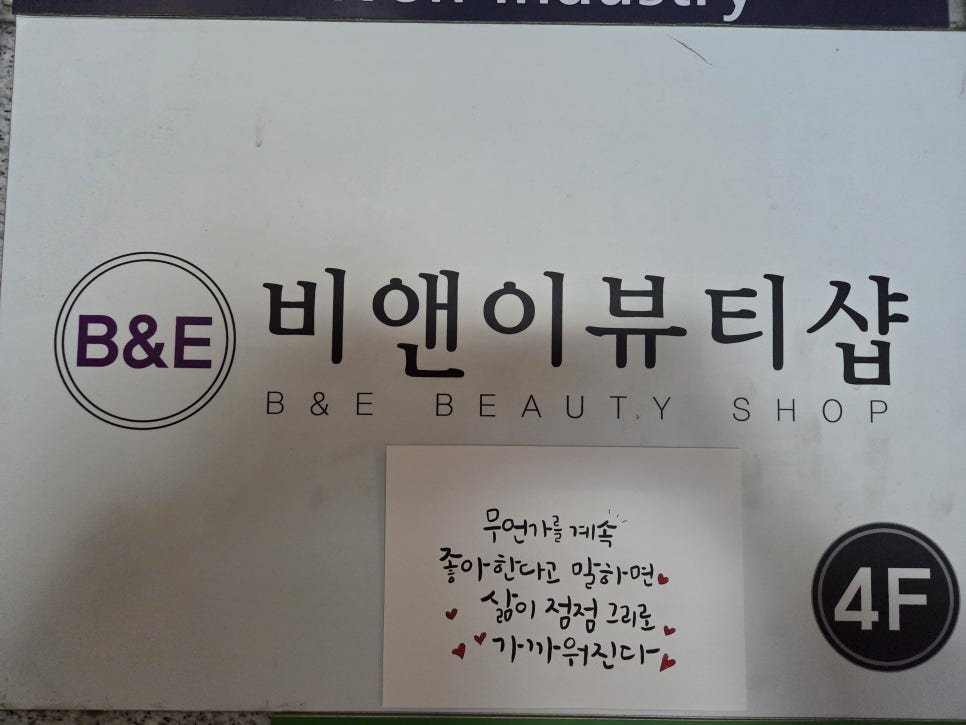 Industry
B&E
비앤이뷰티샵
B&E BEAUTY SHOP
무언가를 계속
좋아한다고 말하면
삶이 점점 그리로
가까워진다
4F